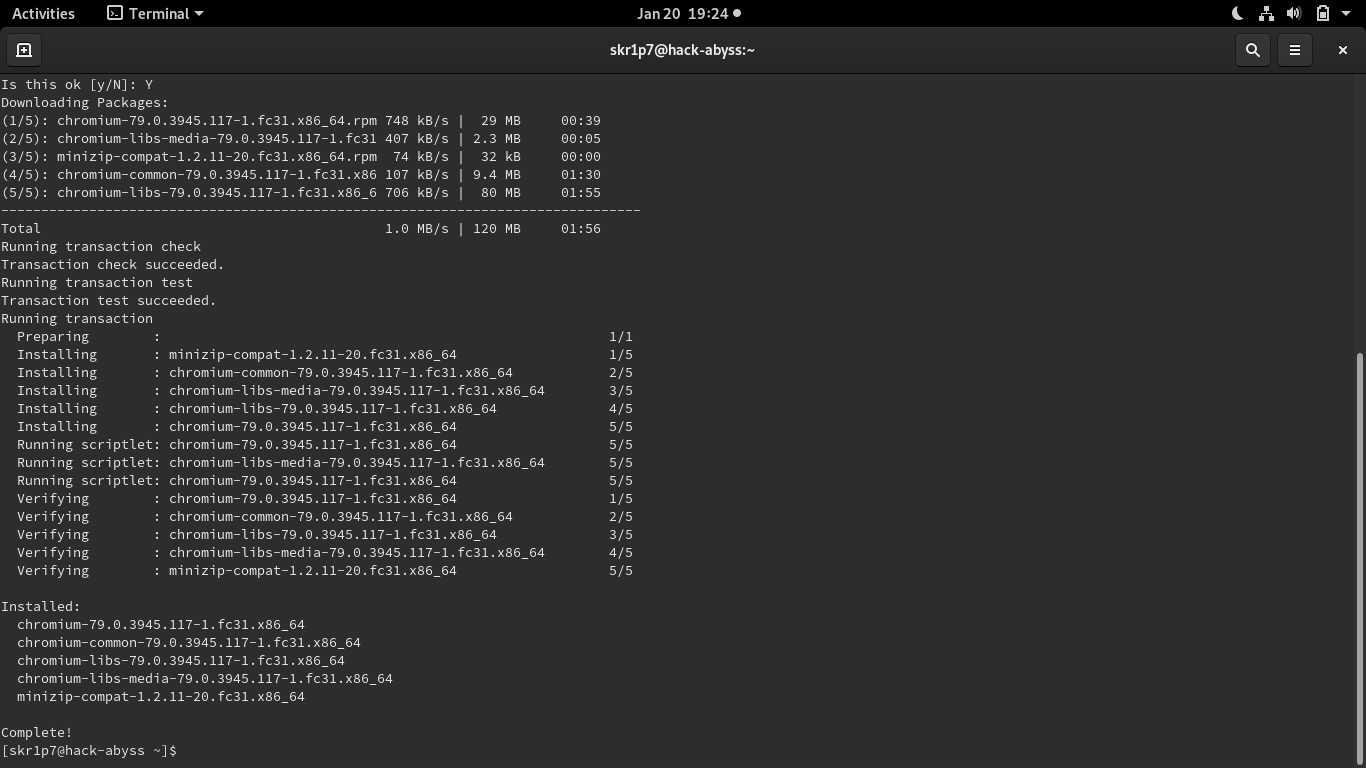 Activities Terminal Jan 20 19:24
skr1p7@hack-abyss:~
Is this ok [y/N]: Y
Downloading Packages:
(1/5): chromium-79.0.3945.117-1.fc31.x86_64.rpm 748 kB/s |  29 MB     00:39
(2/5): chromium-libs-media-79.0.3945.117-1.fc31 407 kB/s | 2.3 MB     00:05
(3/5): minizip-compat-1.2.11-20.fc31.x86_64.rpm  74 kB/s |  32 kB     00:00
(4/5): chromium-common-79.0.3945.117-1.fc31.x86 107 kB/s | 9.4 MB     01:30
(5/5): chromium-libs-79.0.3945.117-1.fc31.x86_6 706 kB/s |  80 MB     01:55
--------------------------------------------------------------------------------
Total                                           1.0 MB/s | 120 MB     01:56
Running transaction check
Transaction check succeeded.
Running transaction test
Transaction test succeeded.
Running transaction
  Preparing        :                                                        1/1
  Installing       : minizip-compat-1.2.11-20.fc31.x86_64                   1/5
  Installing       : chromium-common-79.0.3945.117-1.fc31.x86_64            2/5
  Installing       : chromium-libs-media-79.0.3945.117-1.fc31.x86_64        3/5
  Installing       : chromium-libs-79.0.3945.117-1.fc31.x86_64              4/5
  Installing       : chromium-79.0.3945.117-1.fc31.x86_64                   5/5
  Running scriptlet: chromium-79.0.3945.117-1.fc31.x86_64                   5/5
  Running scriptlet: chromium-libs-media-79.0.3945.117-1.fc31.x86_64        5/5
  Running scriptlet: chromium-79.0.3945.117-1.fc31.x86_64                   5/5
  Verifying        : chromium-79.0.3945.117-1.fc31.x86_64                   1/5
  Verifying        : chromium-common-79.0.3945.117-1.fc31.x86_64            2/5
  Verifying        : chromium-libs-79.0.3945.117-1.fc31.x86_64              3/5
  Verifying        : chromium-libs-media-79.0.3945.117-1.fc31.x86_64        4/5
  Verifying        : minizip-compat-1.2.11-20.fc31.x86_64                   5/5

Installed:
  chromium-79.0.3945.117-1.fc31.x86_64
  chromium-common-79.0.3945.117-1.fc31.x86_64
  chromium-libs-79.0.3945.117-1.fc31.x86_64
  chromium-libs-media-79.0.3945.117-1.fc31.x86_64
  minizip-compat-1.2.11-20.fc31.x86_64

Complete!
[skr1p7@hack-abyss ~]$